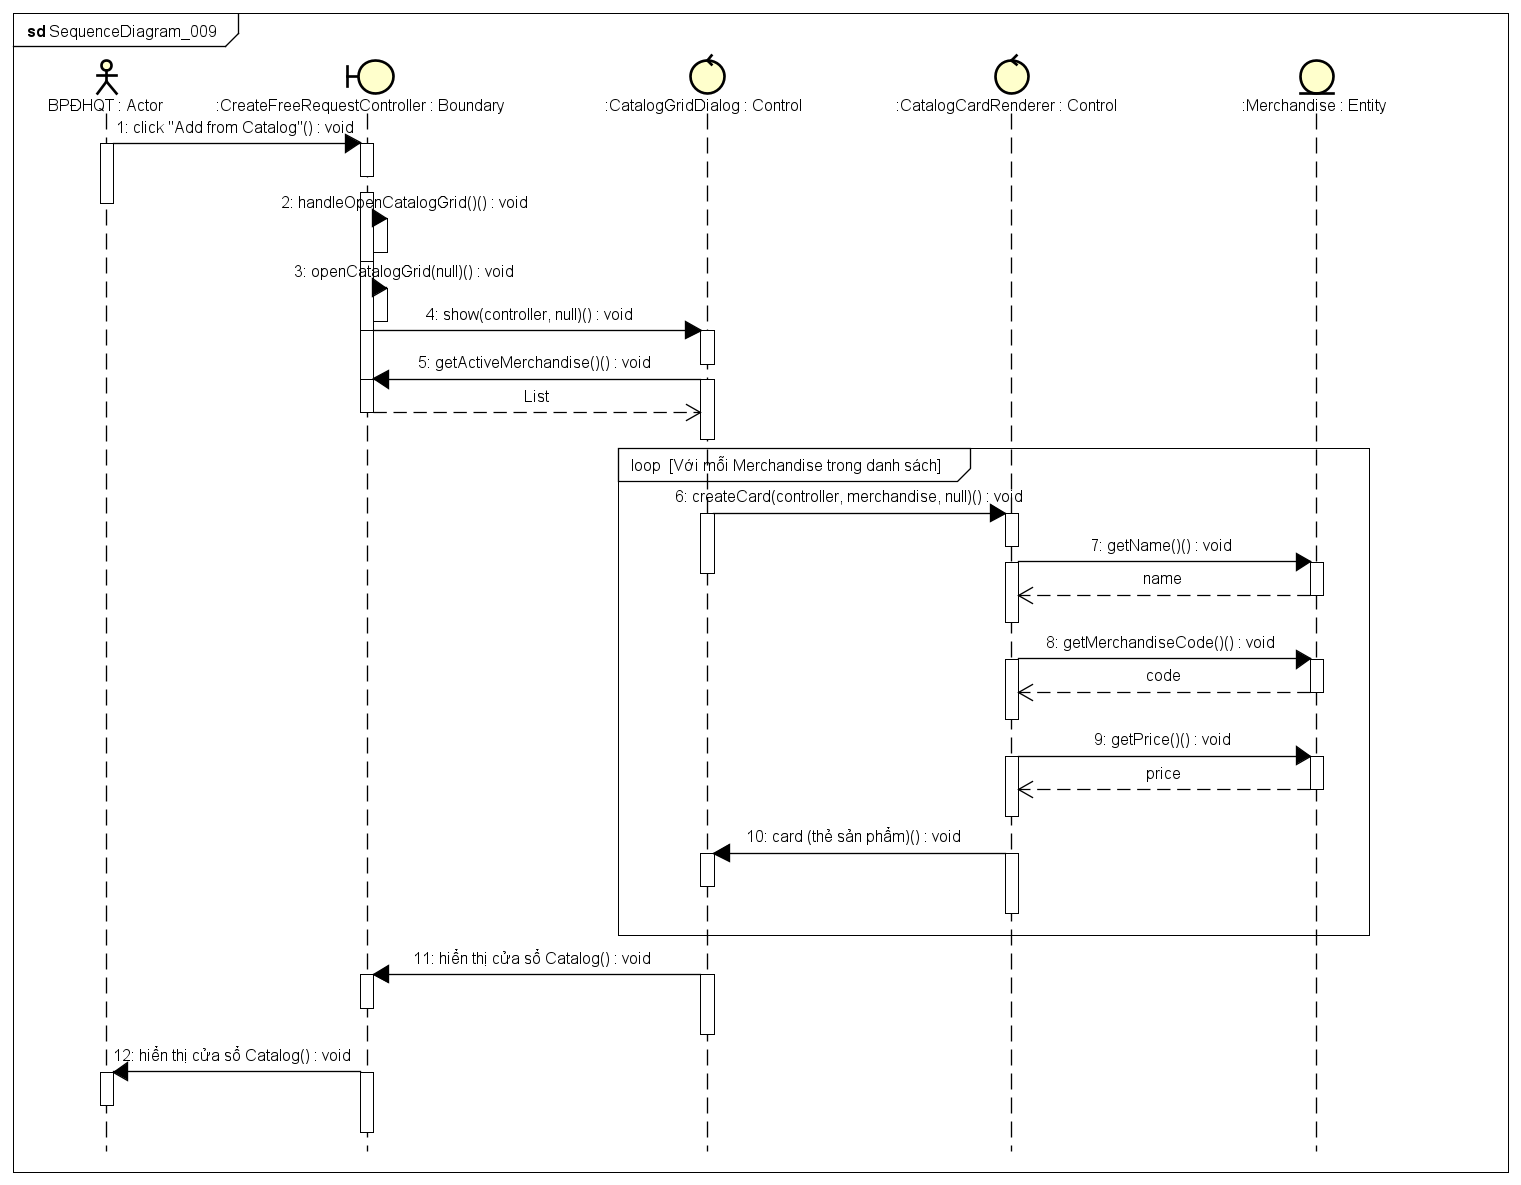 sd SequenceDiagram_009
BPĐHQT : Actor
:CreateFreeRequestController : Boundary
:CatalogGridDialog : Control
:CatalogCardRenderer : Control
:Merchandise : Entity
1: click "Add from Catalog"() : void
2: handleOpenCatalogGrid()() : void
3: openCatalogGrid(null)() : void
4: show(controller, null)() : void
5: getActiveMerchandise()() : void
List
loop [Với mỗi Merchandise trong danh sách]
6: createCard(controller, merchandise, null)() : void
7: getName()() : void
name
8: getMerchandiseCode()() : void
code
9: getPrice()() : void
price
10: card (thẻ sản phẩm)() : void
11: hiển thị cửa sổ Catalog() : void
12: hiển thị cửa sổ Catalog() : void